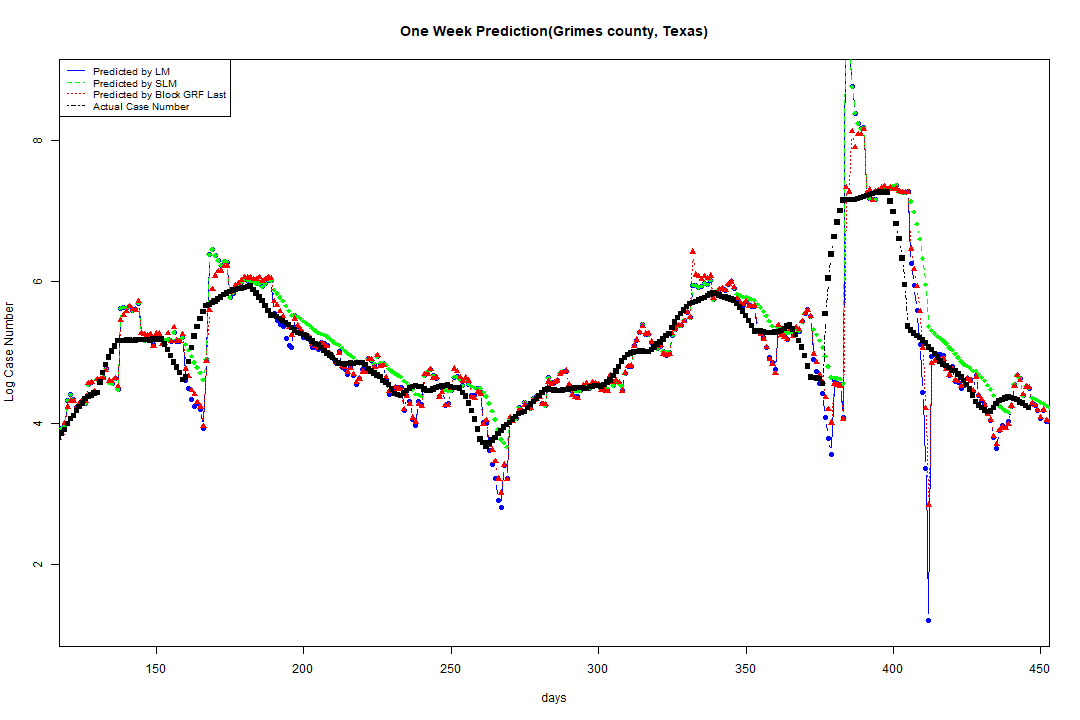 One Week Prediction(Grimes county, Texas)
Predicted by LM
Predicted by SLM
Predicted by Block GRF Last
Actual Case Number
Log Case Number
8
6
4
2
150 200 250 300 350 400 450
days